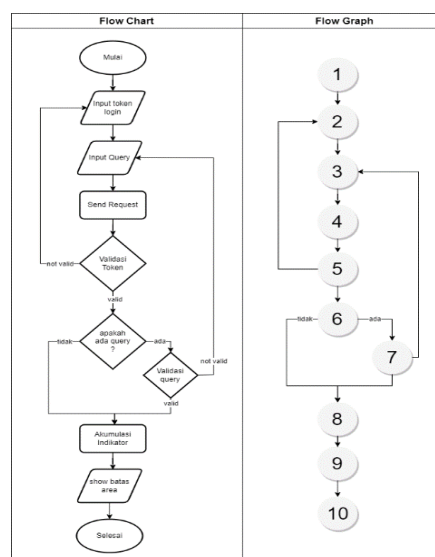 Flow Chart
Flow Graph
Mulai
Input token
login
Input Query
Send Request
not valid
Validasi
Token
valid
tidak
apakah
ada query
?
ada
not valid
Validasi
query
valid
Akumulasi
Indikator
show batas
area
Selesai
1
2
3
4
5
6
tidak
ada
7
8
9
10